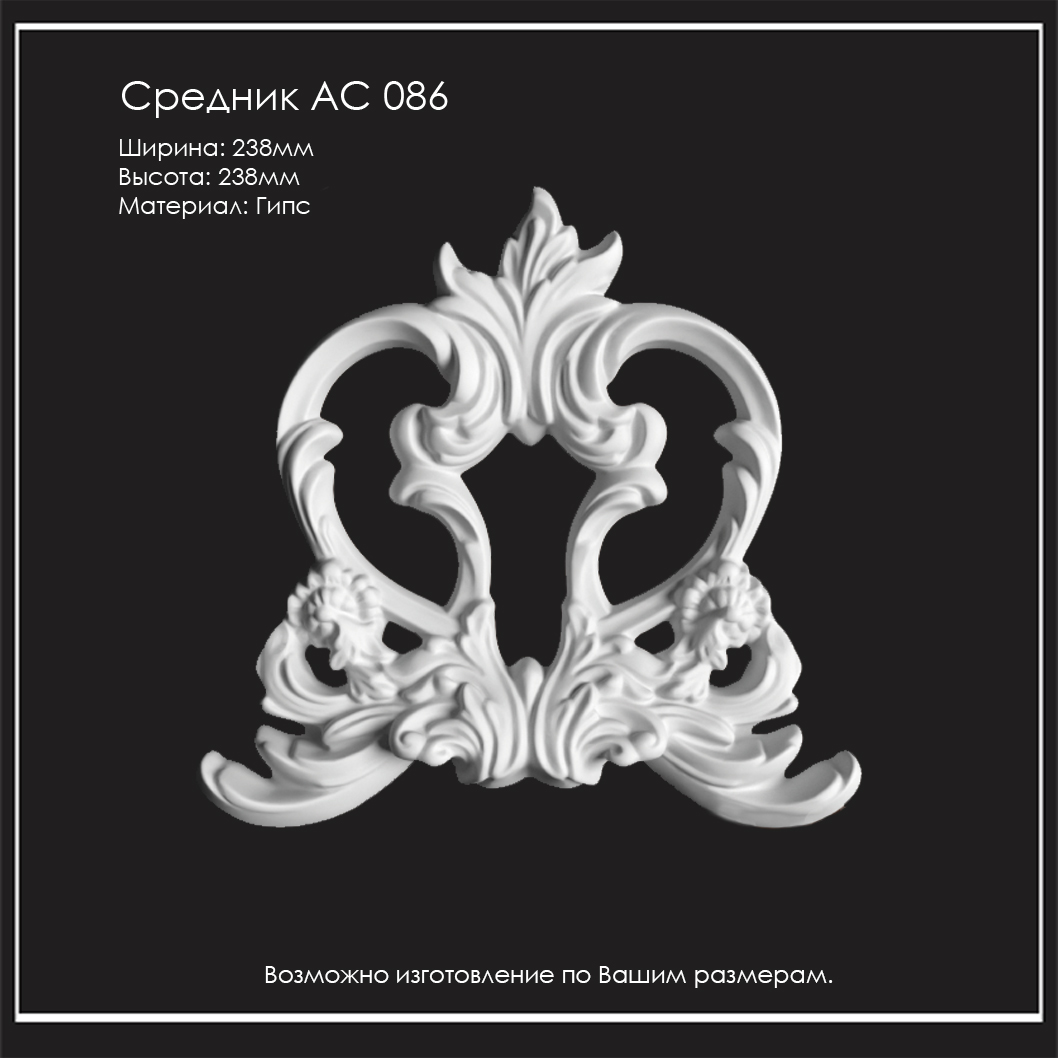 Средник АС 086
Ширина: 238мм
Высота: 238мм
Материал: Гипс
Возможно изготовление по Вашим размерам.